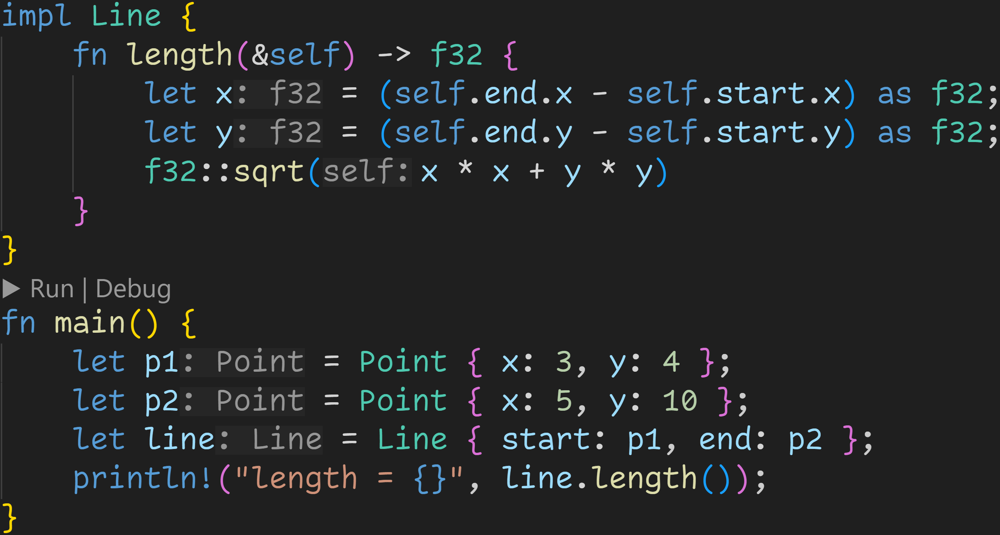 impl Line {
    fn length(&self) -> f32 {
        let x: f32 = (self.end.x - self.start.x) as f32;
        let y: f32 = (self.end.y - self.start.y) as f32;
        f32::sqrt(self: x * x + y * y)
    }
}
▶ Run | Debug
fn main() {
    let p1: Point = Point { x: 3, y: 4 };
    let p2: Point = Point { x: 5, y: 10 };
    let line: Line = Line { start: p1, end: p2 };
    println!("length = {}", line.length());
}